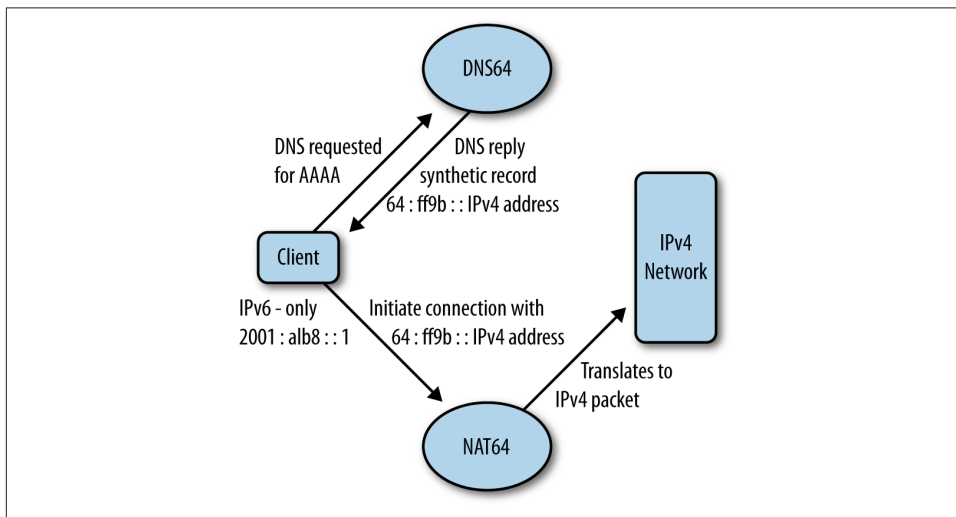 DNS64
DNS requested
for AAAA
DNS reply
synthetic record
64 : ff9b : : IPv4 address
Client
IPv4
Network
IPv6 - only
2001 : alb8 : : 1
Initiate connection with
64 : ff9b : : IPv4 address
Translates to
IPv4 packet
NAT64